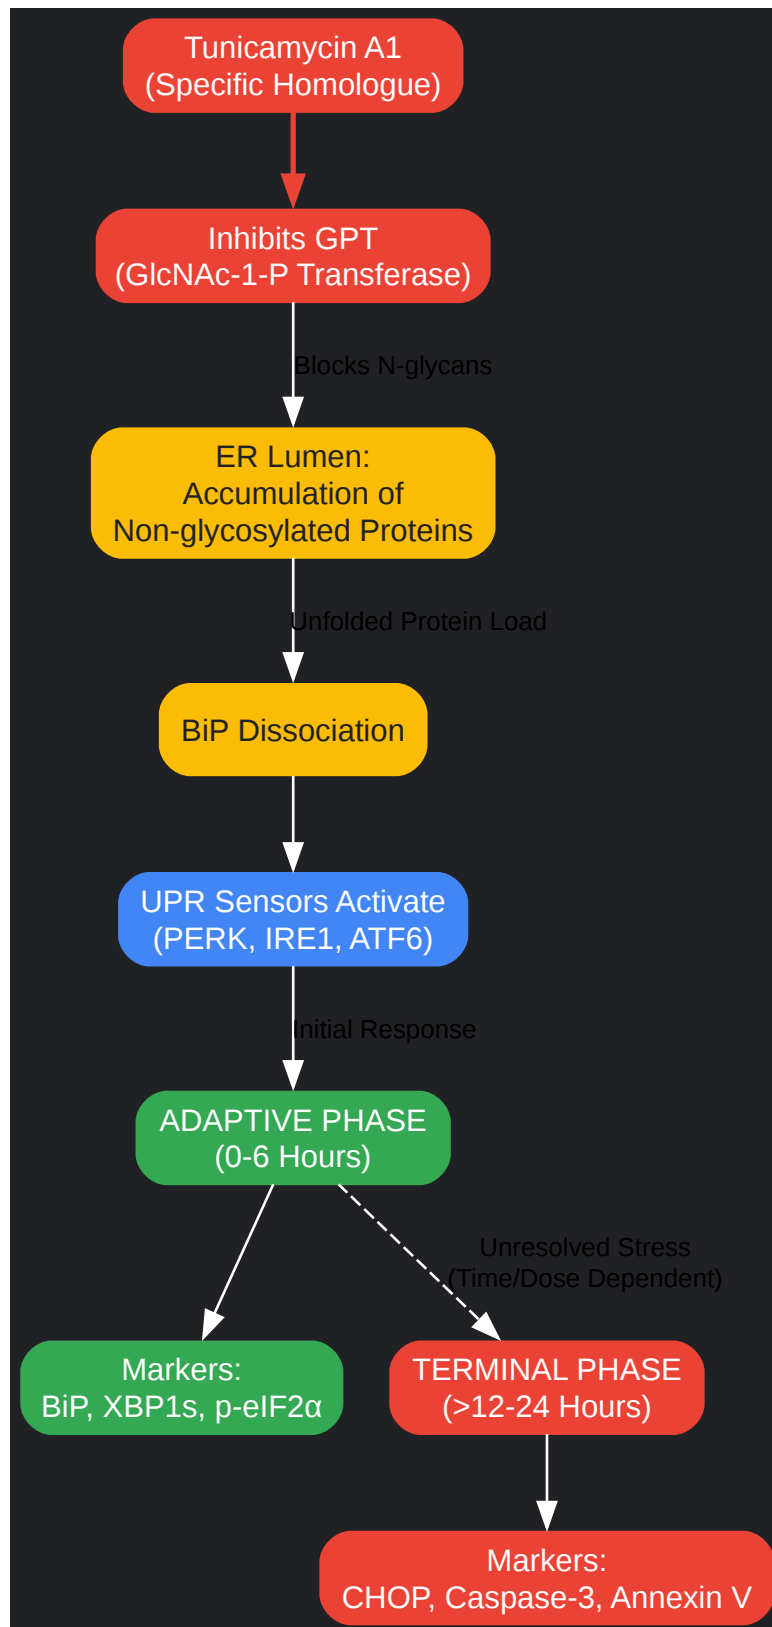 Tunicamycin A1
(Specific Homologue)
Inhibits GPT
(GlcNAc-1-P Transferase)
Blocks N-glycans
ER Lumen:
Accumulation of
Non-glycosylated Proteins
Unfolded Protein Load
BiP Dissociation
UPR Sensors Activate
(PERK, IRE1, ATF6)
Initial Response
ADAPTIVE PHASE
(0-6 Hours)
Unresolved Stress
(Time/Dose Dependent)
Markers:
BiP, XBP1s, p-eIF2α
TERMINAL PHASE
(>12-24 Hours)
Markers:
CHOP, Caspase-3, Annexin V